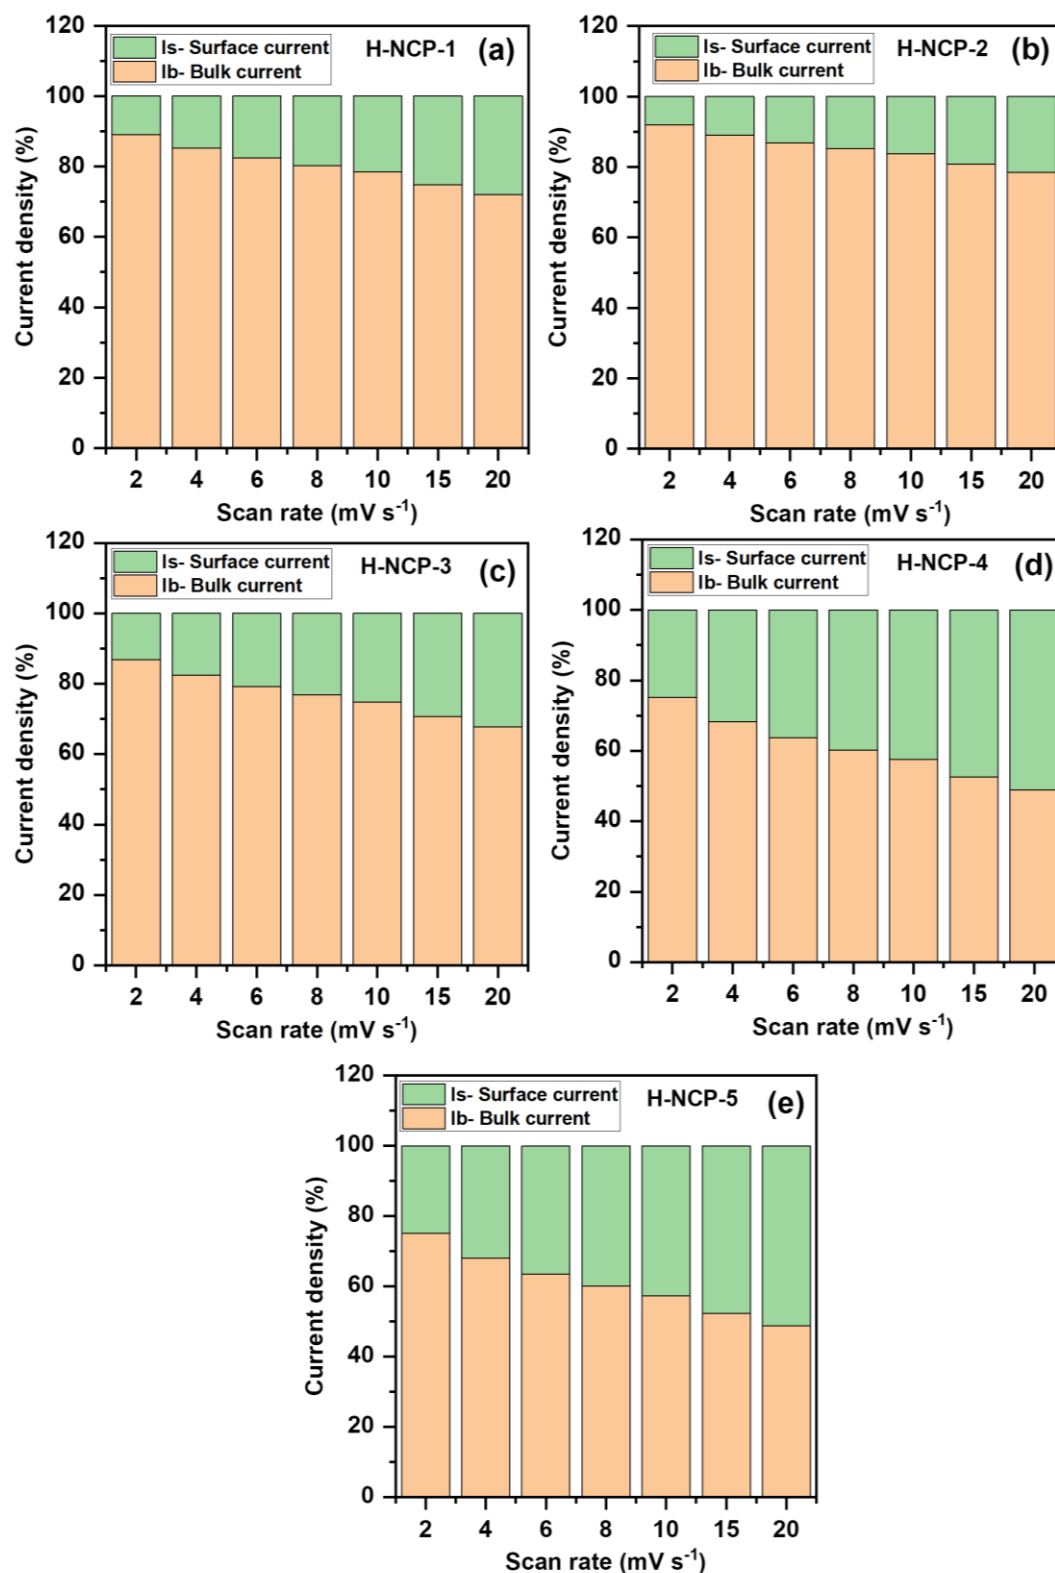 120
100
80
60
40
20
0
Current density (%)
Is- Surface current
Ib- Bulk current
H-NCP-1 (a)
2 4 6 8 10 15 20
Scan rate (mV s⁻¹)
120
100
80
60
40
20
0
Current density (%)
Is- Surface current
Ib- Bulk current
H-NCP-2 (b)
2 4 6 8 10 15 20
Scan rate (mV s⁻¹)
120
100
80
60
40
20
0
Current density (%)
Is- Surface current
Ib- Bulk current
H-NCP-3 (c)
2 4 6 8 10 15 20
Scan rate (mV s⁻¹)
120
100
80
60
40
20
0
Current density (%)
Is- Surface current
Ib- Bulk current
H-NCP-4 (d)
2 4 6 8 10 15 20
Scan rate (mV s⁻¹)
120
100
80
60
40
20
0
Current density (%)
Is- Surface current
Ib- Bulk current
H-NCP-5 (e)
2 4 6 8 10 15 20
Scan rate (mV s⁻¹)